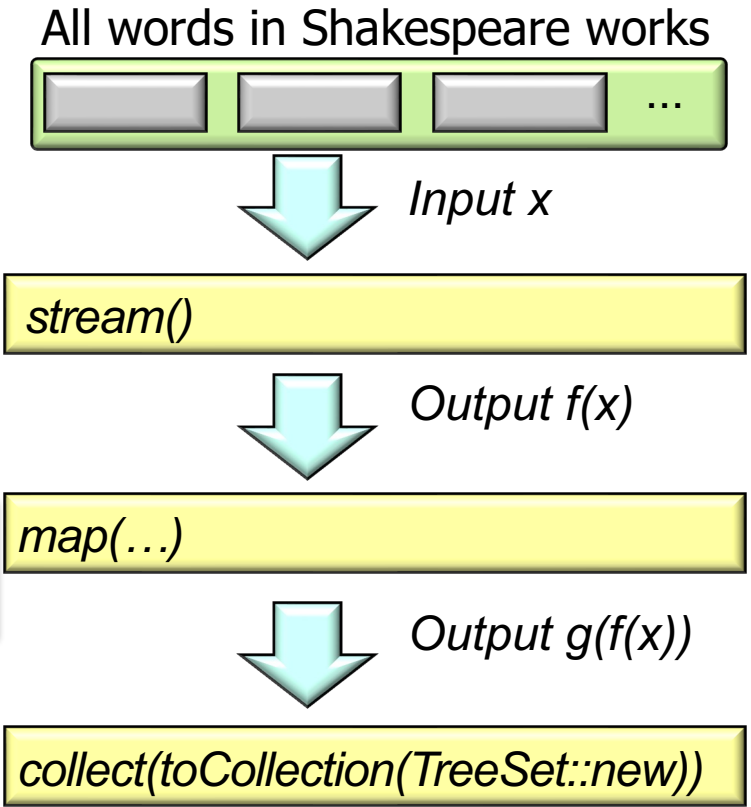 All words in Shakespeare works
...
Input x
stream()
Output f(x)
map(…)
Output g(f(x))
collect(toCollection(TreeSet::new))